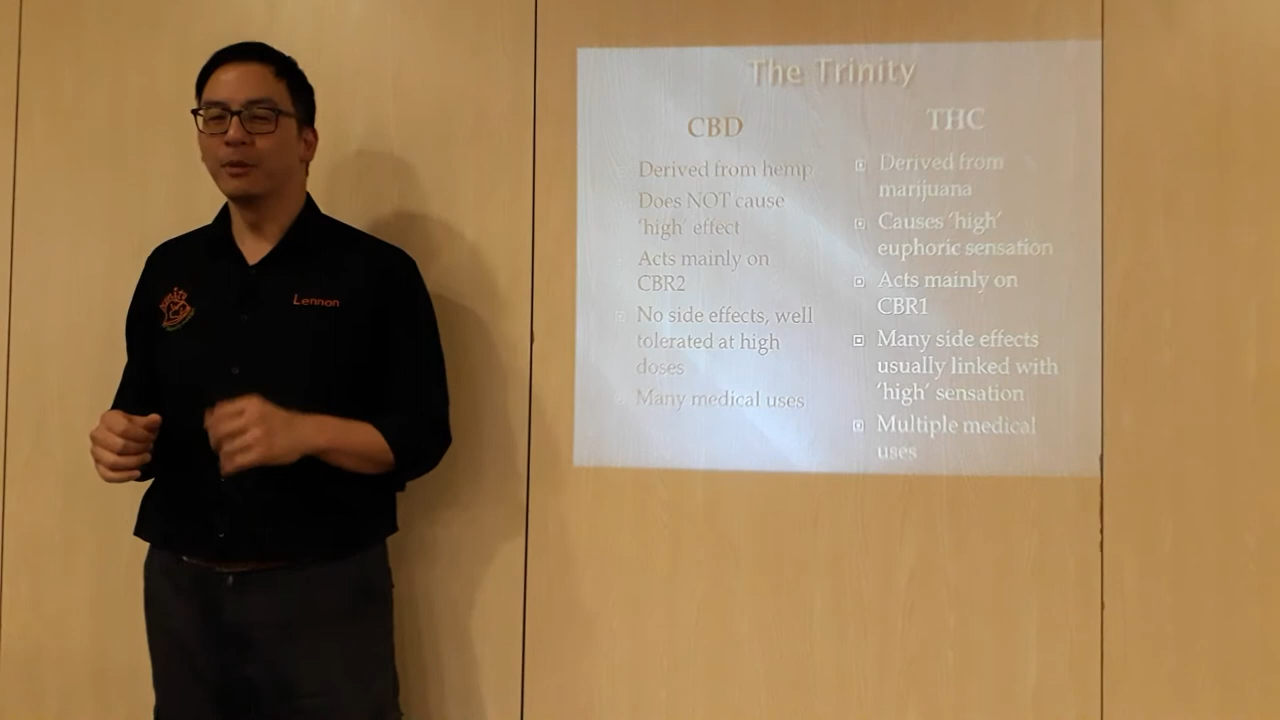 The Trinity
CBD
Derived from hemp
Does NOT cause
'high' effect
Acts mainly on
CBR2
No side effects, well
tolerated at high
doses
Many medical uses
THC
Derived from
marijuana
Causes 'high'
euphoric sensation
Acts mainly on
CBR1
Many side effects
usually linked with
'high' sensation
Multiple medical
uses
Lennon